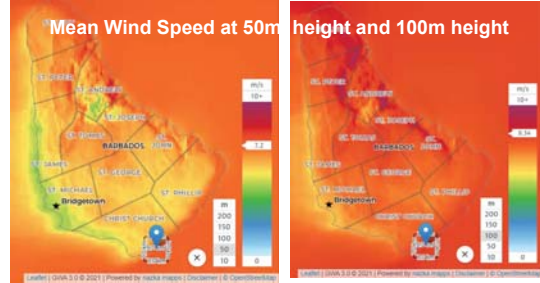 Mean Wind Speed at 50m height and 100m height
ST. PETER
ST. ANDREW
ST. JOSEPH
ST. THOMAS
ST. JOHN
BARBADOS
ST. JAMES
ST. GEORGE
ST. MICHAEL
ST. PHILLIP
Bridgetown
CHRIST CHURCH
m/s
10+
7.2
0
m
200
150
100
50
10
Leaflet | GWA 3.0 © 2021 | Powered by nazka mapps | Disclaimer | © OpenStreetMap
ST. PETER
ST. ANDREW
ST. JOSEPH
ST. THOMAS
ST. JOHN
BARBADOS
ST. JAMES
ST. GEORGE
ST. MICHAEL
ST. PHILLIP
Bridgetown
CHRIST CHURCH
m/s
10+
8.34
0
m
200
150
100
50
10
Leaflet | GWA 3.0 © 2021 | Powered by nazka mapps | Disclaimer | © OpenStreetMap